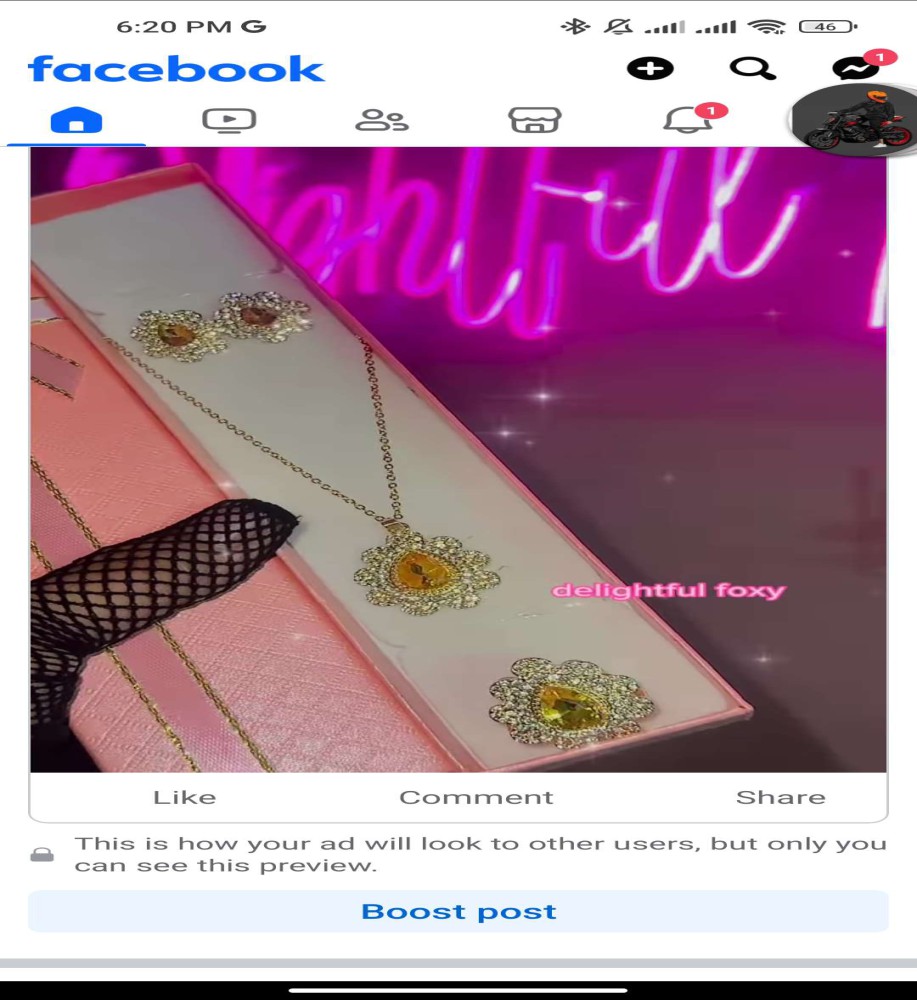 6:20 PM G
46
facebook
1
1
delightful foxy
Like
Comment
Share
This is how your ad will look to other users, but only you
can see this preview.
Boost post